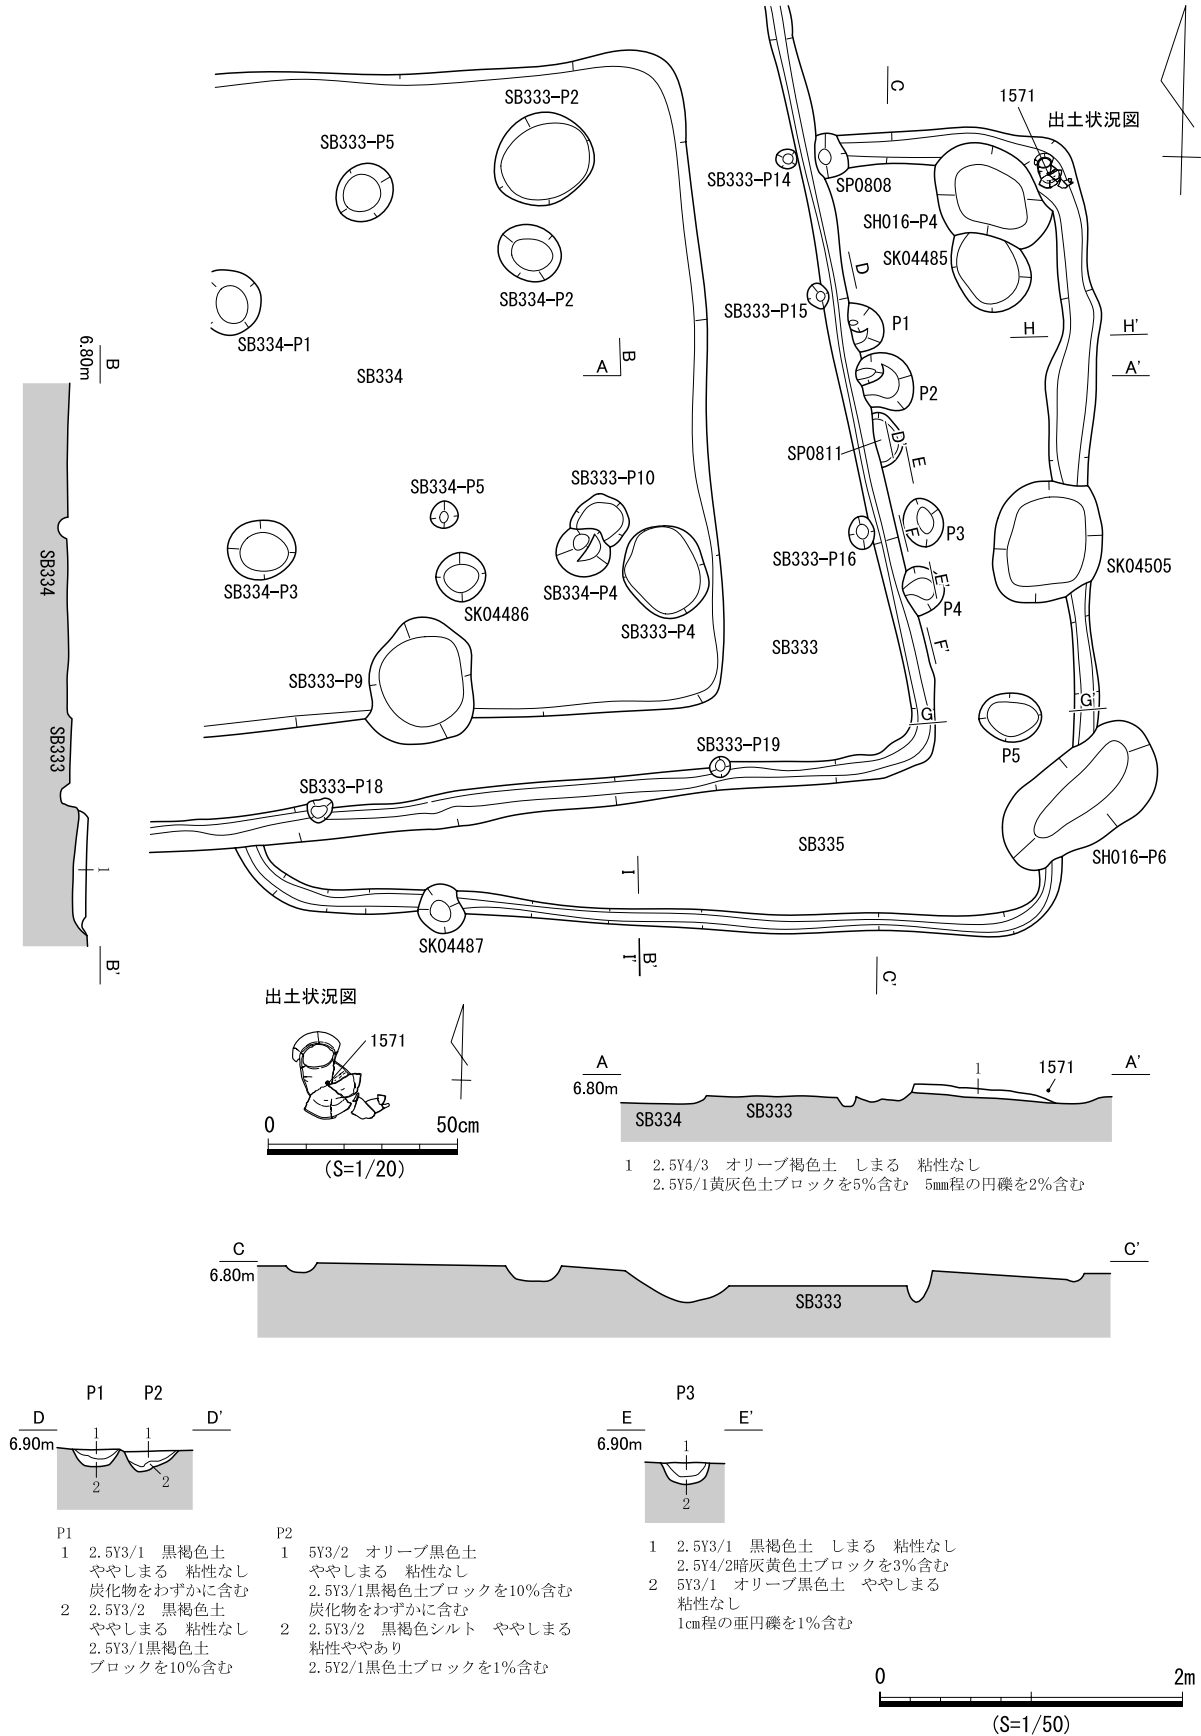 C
1571
出土状況図
SB333-P2
SB333-P5
SB333-P14
SP0808
SH016-P4
SK04485
D
SB334-P2
SB333-P15
P1
H
H'
SB334-P1
B
6.80m
SB334
A
B
A'
P2
SP0811
D'
E
SB334-P5
SB333-P10
SB334-P3
SK04486
SB334-P4
SB333-P4
SB333-P16
F
P3
E'
P4
SK04505
SB334
SB333
F'
SB333-P9
G
G'
P5
SB333
SB333-P19
SB333-P18
SB335
SH016-P6
1
I
SK04487
B'
I'
B'
C'
出土状況図
1571
0 50cm
(S=1/20)
A
6.80m
1
1571
A'
SB334
SB333
1 2.5Y4/3 オリーブ褐色土 しまる 粘性なし
2.5Y5/1黄灰色土ブロックを5%含む 5mm程の円礫を2%含む
C
6.80m
C'
SB333
P1 P2
D
6.90m
D'
1 1
2 2
P3
E
6.90m
E'
1
2
P1
1 2.5Y3/1 黒褐色土
ややしまる 粘性なし
炭化物をわずかに含む
2 2.5Y3/2 黒褐色土
ややしまる 粘性なし
2.5Y3/1黒褐色土
ブロックを10%含む
P2
1 5Y3/2 オリーブ黒色土
ややしまる 粘性なし
2.5Y3/1黒褐色土ブロックを10%含む
炭化物をわずかに含む
2 2.5Y3/2 黒褐色シルト ややしまる
粘性ややあり
2.5Y2/1黒色土ブロックを1%含む
1 2.5Y3/1 黒褐色土 しまる 粘性なし
2.5Y4/2暗灰黄色土ブロックを3%含む
2 5Y3/1 オリーブ黒色土 ややしまる
粘性なし
1cm程の亜円礫を1%含む
0 2m
(S=1/50)